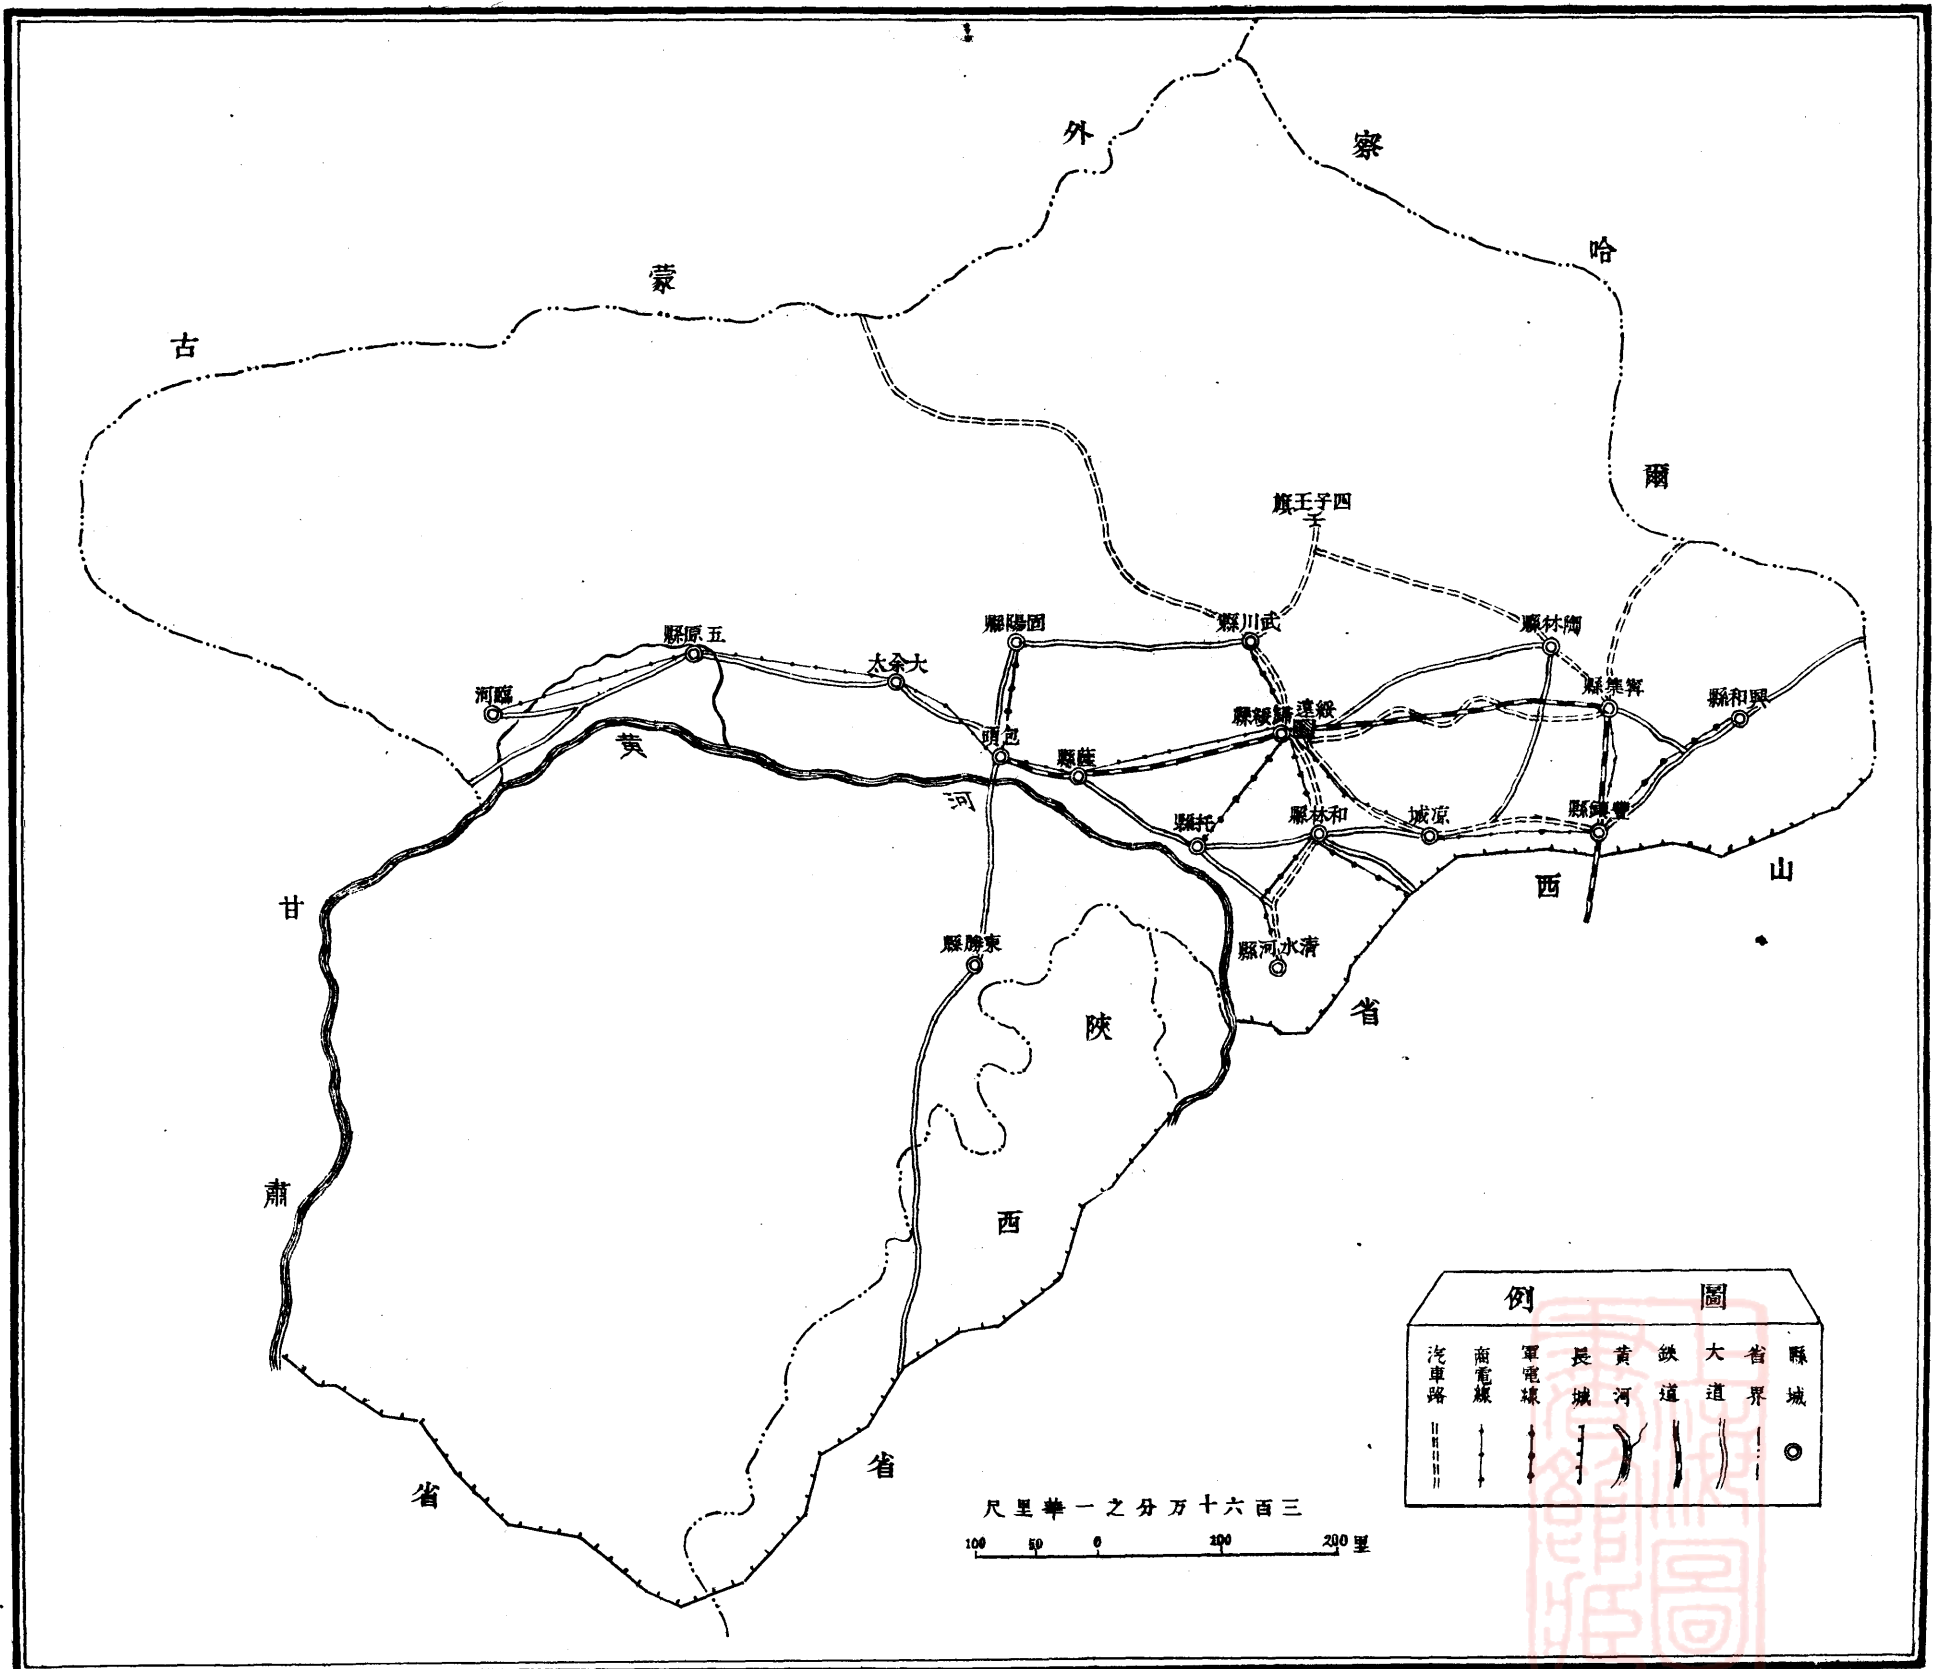 外蒙古
察哈爾
四子王旗
陶林縣
武川縣
固陽縣
五原縣
大佘太
臨河
興和縣
寗集縣
綏遠
歸綏縣
包頭
薩縣
黃河
豐鎮縣
凉城
和林縣
托縣
清水河縣
東勝縣
山西省
陝西省
甘肅省
圖例
縣城
省界
大道
鉄道
黃河
長城
軍電線
商電線
汽車路
三百六十万分之一華里尺
100 50 0 100 200 里